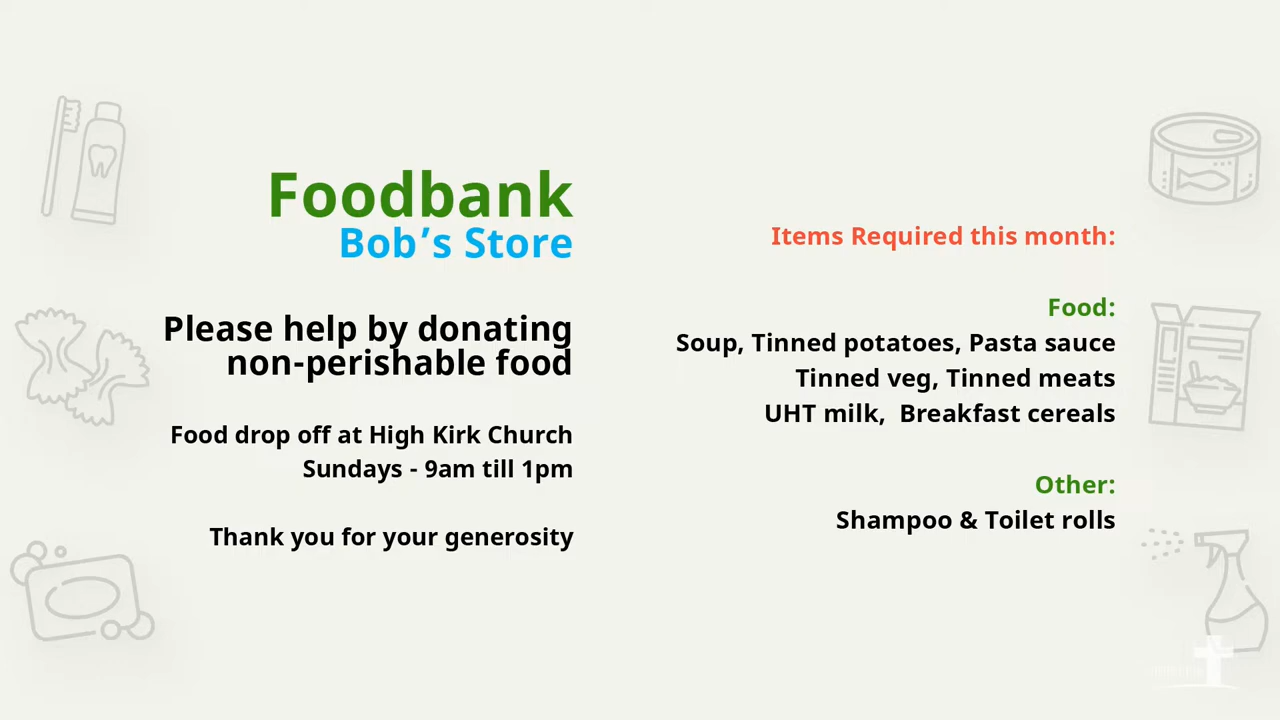 Foodbank
Bob's Store
Please help by donating
non-perishable food
Food drop off at High Kirk Church
Sundays - 9am till 1pm
Thank you for your generosity
Items Required this month:
Food:
Soup, Tinned potatoes, Pasta sauce
Tinned veg, Tinned meats
UHT milk,  Breakfast cereals
Other:
Shampoo & Toilet rolls